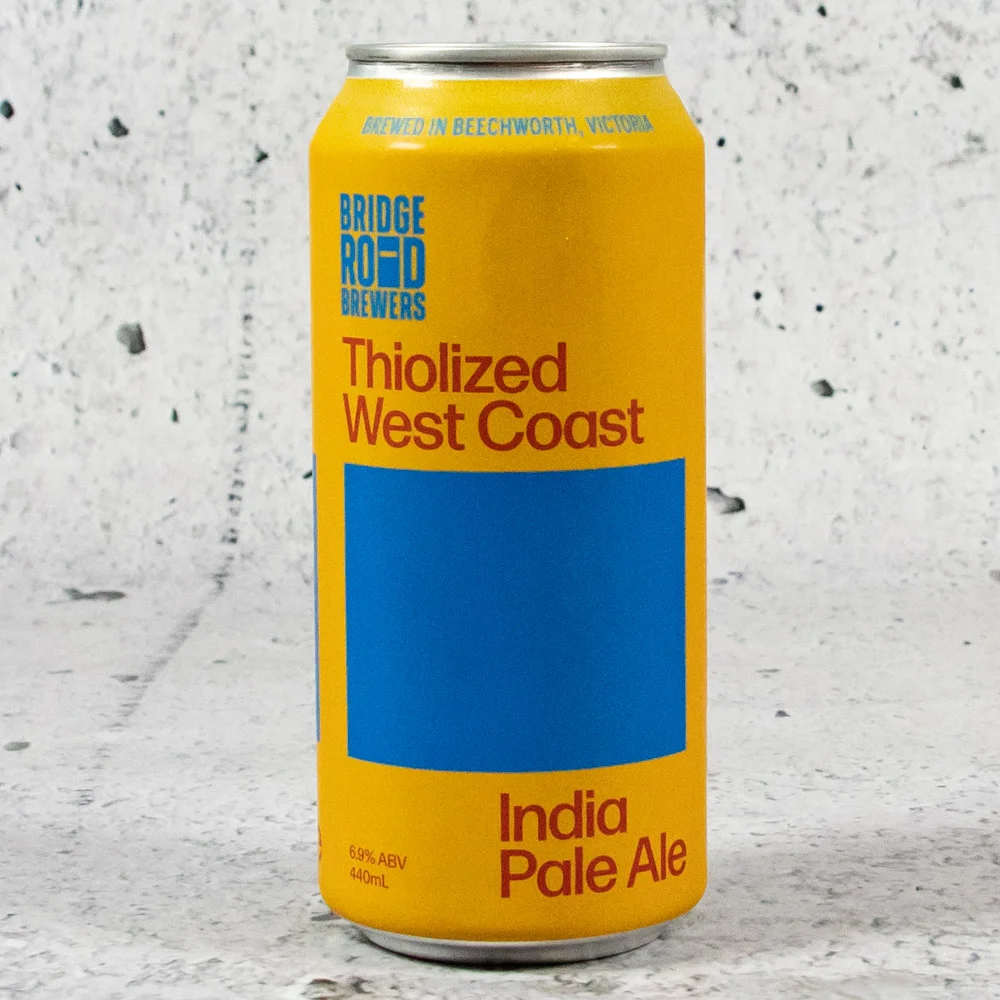 BREWED IN BEECHWORTH, VICTORIA
BRIDGE
ROAD
BREWERS
Thiolized
West Coast
India
Pale Ale
6.9% ABV
440mL